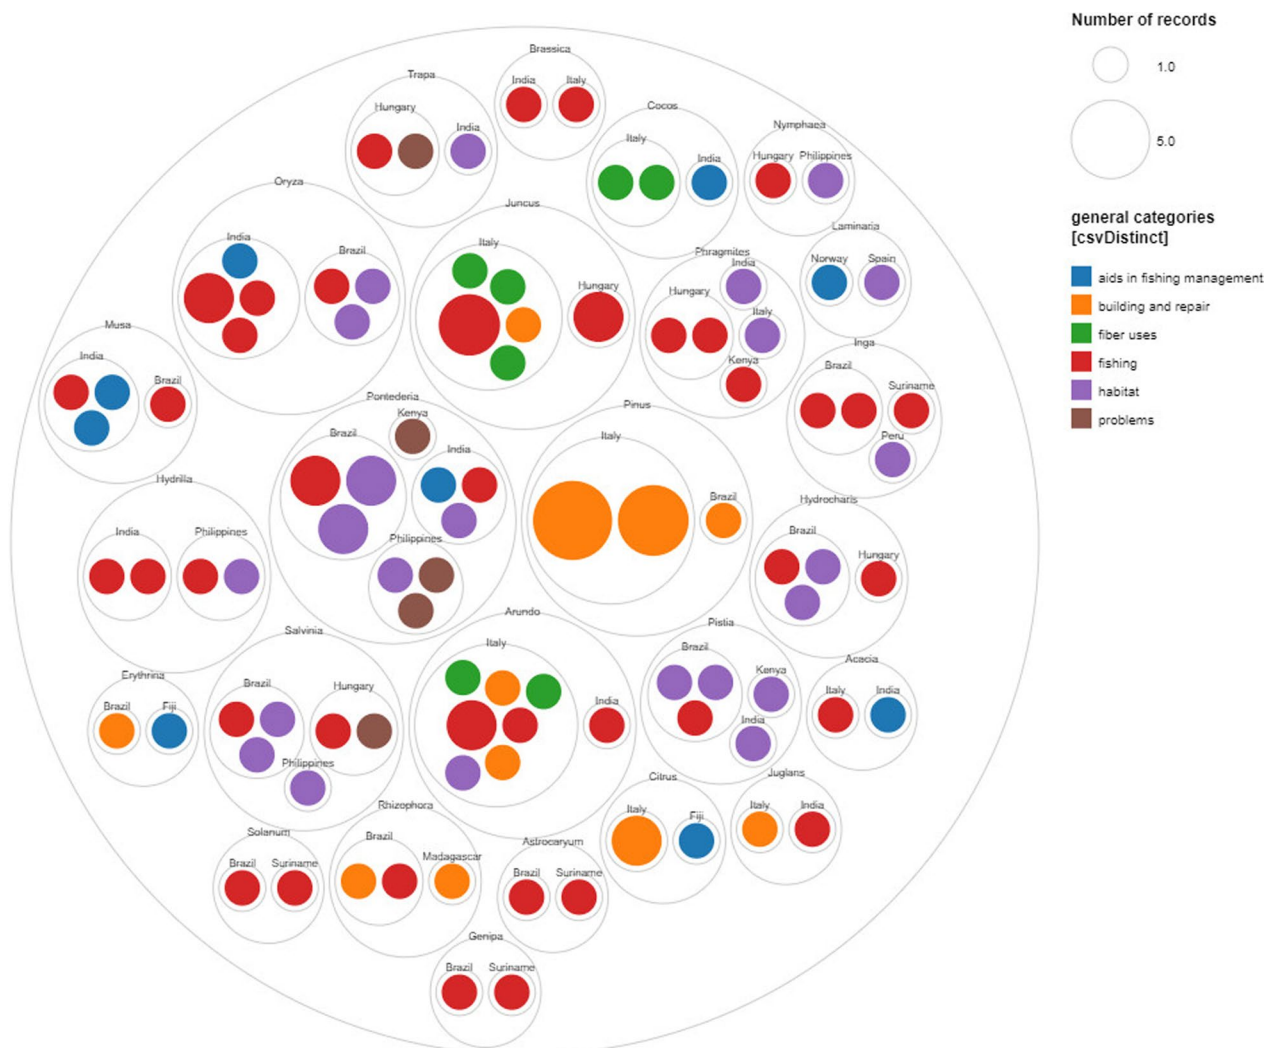 Number of records
1.0
5.0
general categories
[csvDistinct]
aids in fishing management
building and repair
fiber uses
fishing
habitat
problems
Brassica
India Italy
Trapa
Hungary
India
Cocos
Italy
India
Nymphaea
Hungary Philippines
Oryza
India
Brazil
Juncus
Italy
Hungary
Phragmites
India
Hungary
Italy
Kenya
Laminaria
Norway Spain
Musa
India
Brazil
Inga
Brazil
Suriname
Peru
Pontederia
Kenya
Brazil
India
Philippines
Pinus
Italy
Brazil
Hydrilla
India Philippines
Hydrocharis
Brazil
Hungary
Salvinia
Brazil Hungary
Philippines
Arundo
Italy
India
Pistia
Brazil
Kenya
India
Acacia
Italy India
Erythrina
Brazil Fiji
Citrus
Italy Fiji
Juglans
Italy India
Solanum
Brazil Suriname
Rhizophora
Brazil
Madagascar
Astrocaryum
Brazil Suriname
Genipa
Brazil Suriname